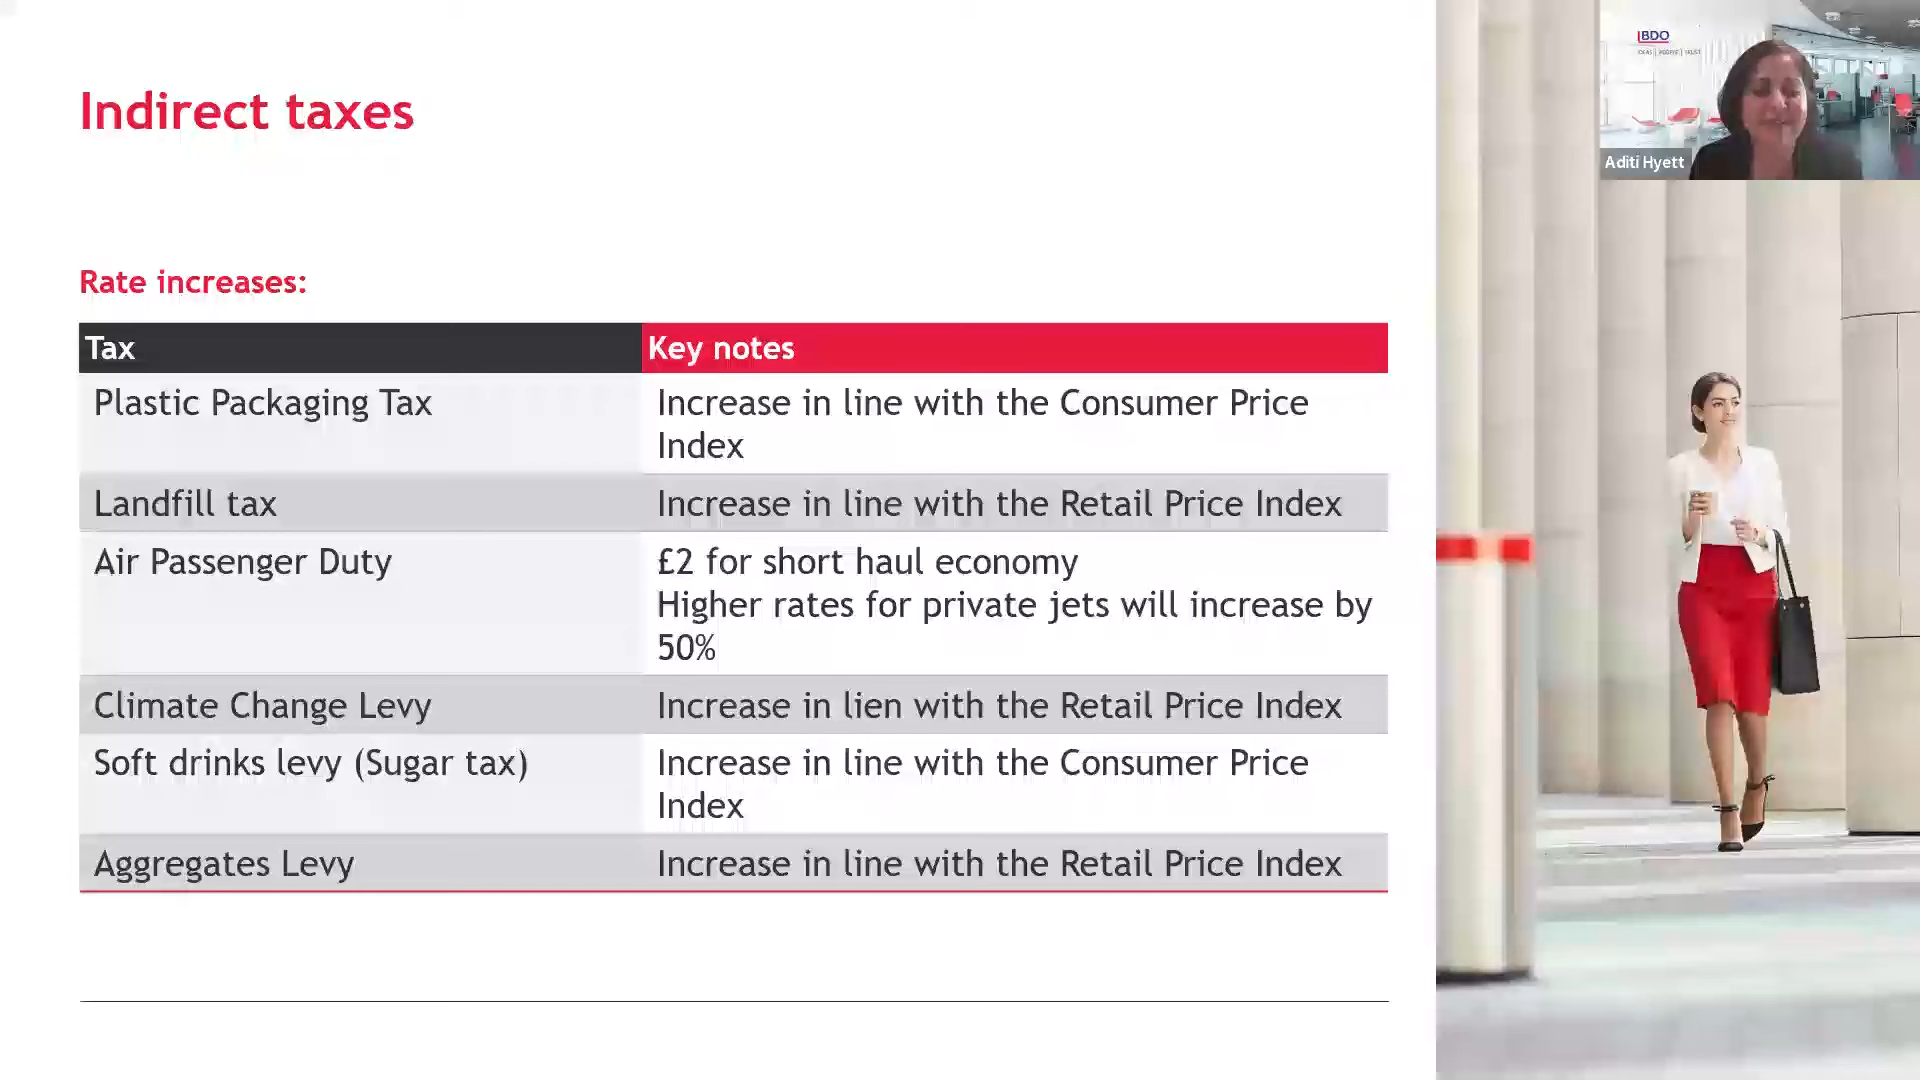 Indirect taxes
BDO
IDEAS | PEOPLE | TRUST
Aditi Hyett
Rate increases:
Tax
Key notes
Plastic Packaging Tax
Increase in line with the Consumer Price
Index
Landfill tax
Increase in line with the Retail Price Index
Air Passenger Duty
£2 for short haul economy
Higher rates for private jets will increase by
50%
Climate Change Levy
Increase in lien with the Retail Price Index
Soft drinks levy (Sugar tax)
Increase in line with the Consumer Price
Index
Aggregates Levy
Increase in line with the Retail Price Index